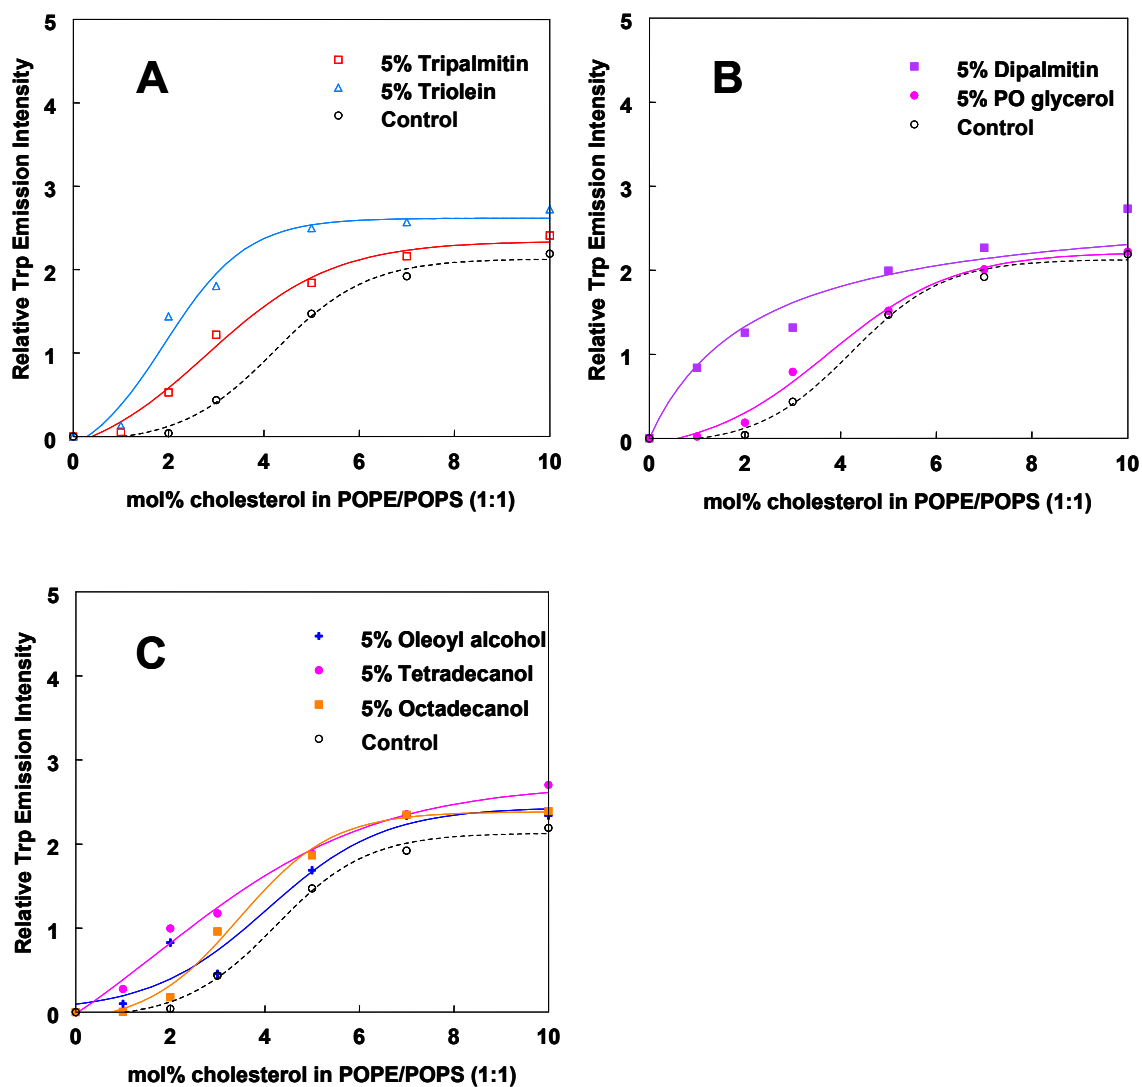 A
5% Tripalmitin
5% Triolein
Control
5
4
3
2
1
0
0 2 4 6 8 10
Relative Trp Emission Intensity
mol% cholesterol in POPE/POPS (1:1)
B
5% Dipalmitin
5% PO glycerol
Control
5
4
3
2
1
0
0 2 4 6 8 10
Relative Trp Emission Intensity
mol% cholesterol in POPE/POPS (1:1)
C
5% Oleoyl alcohol
5% Tetradecanol
5% Octadecanol
Control
5
4
3
2
1
0
0 2 4 6 8 10
Relative Trp Emission Intensity
mol% cholesterol in POPE/POPS (1:1)